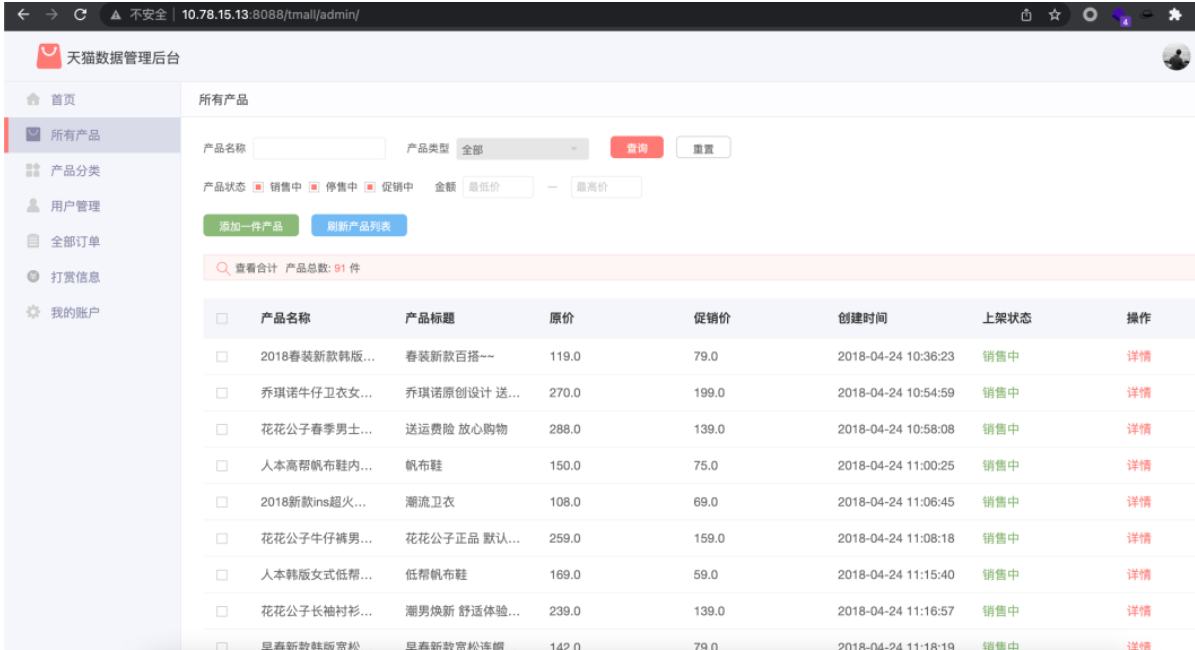 不安全 | 10.78.15.13:8088/tmall/admin/
4
天猫数据管理后台
首页
所有产品
产品分类
用户管理
全部订单
打赏信息
我的账户
所有产品
产品名称 产品类型 全部 查询 重置
产品状态 销售中 停售中 促销中 金额 最低价 — 最高价
添加一件产品 刷新产品列表
查看合计 产品总数: 91 件
产品名称 产品标题 原价 促销价 创建时间 上架状态 操作
2018春装新款韩版... 春装新款百搭~~ 119.0 79.0 2018-04-24 10:36:23 销售中 详情
乔琪诺牛仔卫衣女... 乔琪诺原创设计 送... 270.0 199.0 2018-04-24 10:54:59 销售中 详情
花花公子春季男士... 送运费险 放心购物 288.0 139.0 2018-04-24 10:58:08 销售中 详情
人本高帮帆布鞋内... 帆布鞋 150.0 75.0 2018-04-24 11:00:25 销售中 详情
2018新款ins超火... 潮流卫衣 108.0 69.0 2018-04-24 11:06:45 销售中 详情
花花公子牛仔裤男... 花花公子正品 默认... 259.0 159.0 2018-04-24 11:08:18 销售中 详情
人本韩版女式低帮... 低帮帆布鞋 169.0 59.0 2018-04-24 11:15:40 销售中 详情
花花公子长袖衬衫... 潮男焕新 舒适体验... 239.0 139.0 2018-04-24 11:16:57 销售中 详情
早春新款韩版宽松... 早春新款宽松连帽... 142.0 79.0 2018-04-24 11:18:19 销售中 详情